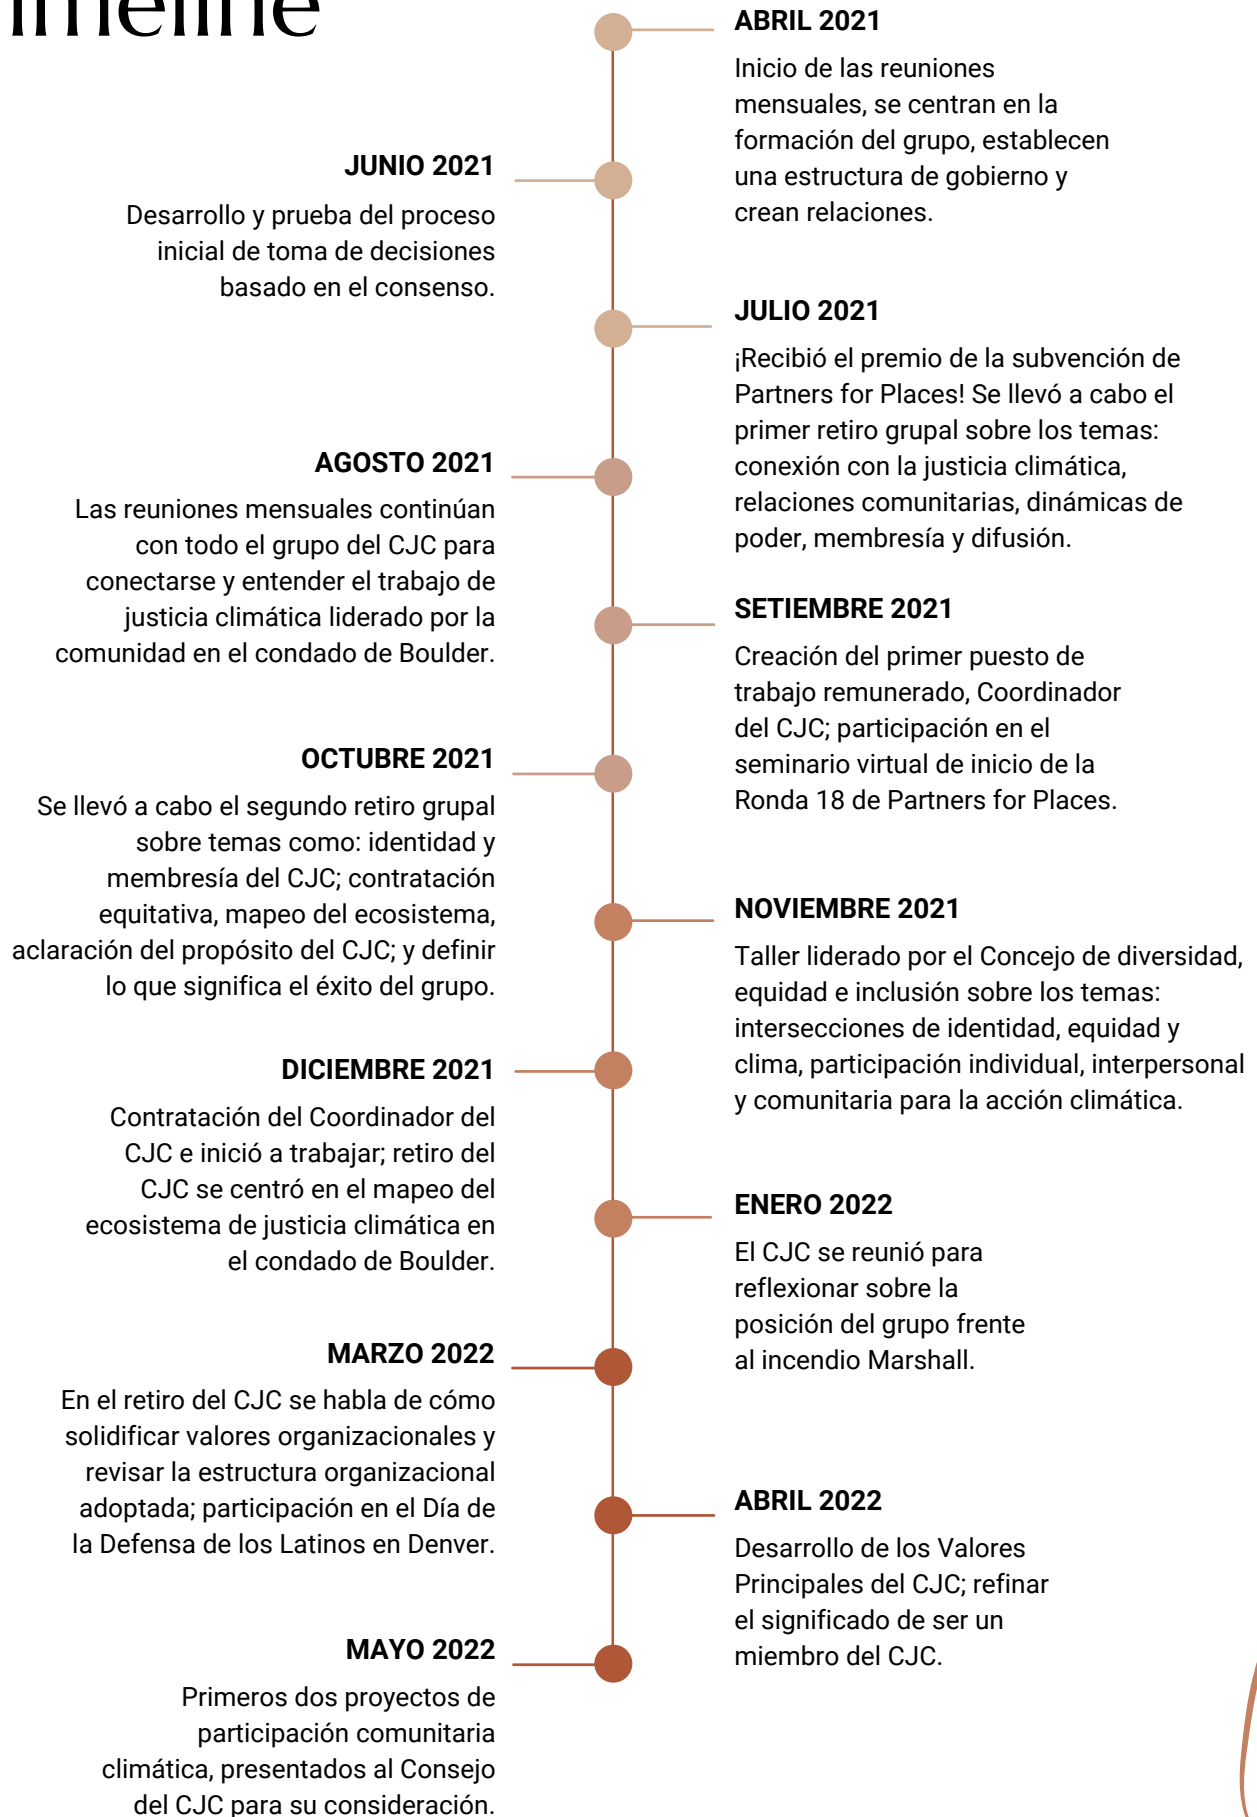 ABRIL 2021
Inicio de las reuniones
mensuales, se centran en la
formación del grupo, establecen
una estructura de gobierno y
crean relaciones.
JUNIO 2021
Desarrollo y prueba del proceso
inicial de toma de decisiones
basado en el consenso.
JULIO 2021
¡Recibió el premio de la subvención de
Partners for Places! Se llevó a cabo el
primer retiro grupal sobre los temas:
conexión con la justicia climática,
relaciones comunitarias, dinámicas de
poder, membresía y difusión.
AGOSTO 2021
Las reuniones mensuales continúan
con todo el grupo del CJC para
conectarse y entender el trabajo de
justicia climática liderado por la
comunidad en el condado de Boulder.
SETIEMBRE 2021
Creación del primer puesto de
trabajo remunerado, Coordinador
del CJC; participación en el
seminario virtual de inicio de la
Ronda 18 de Partners for Places.
OCTUBRE 2021
Se llevó a cabo el segundo retiro grupal
sobre temas como: identidad y
membresía del CJC; contratación
equitativa, mapeo del ecosistema,
aclaración del propósito del CJC; y definir
lo que significa el éxito del grupo.
NOVIEMBRE 2021
Taller liderado por el Concejo de diversidad,
equidad e inclusión sobre los temas:
intersecciones de identidad, equidad y
clima, participación individual, interpersonal
y comunitaria para la acción climática.
DICIEMBRE 2021
Contratación del Coordinador del
CJC e inició a trabajar; retiro del
CJC se centró en el mapeo del
ecosistema de justicia climática en
el condado de Boulder.
ENERO 2022
El CJC se reunió para
reflexionar sobre la
posición del grupo frente
al incendio Marshall.
MARZO 2022
En el retiro del CJC se habla de cómo
solidificar valores organizacionales y
revisar la estructura organizacional
adoptada; participación en el Día de
la Defensa de los Latinos en Denver.
ABRIL 2022
Desarrollo de los Valores
Principales del CJC; refinar
el significado de ser un
miembro del CJC.
MAYO 2022
Primeros dos proyectos de
participación comunitaria
climática, presentados al Consejo
del CJC para su consideración.